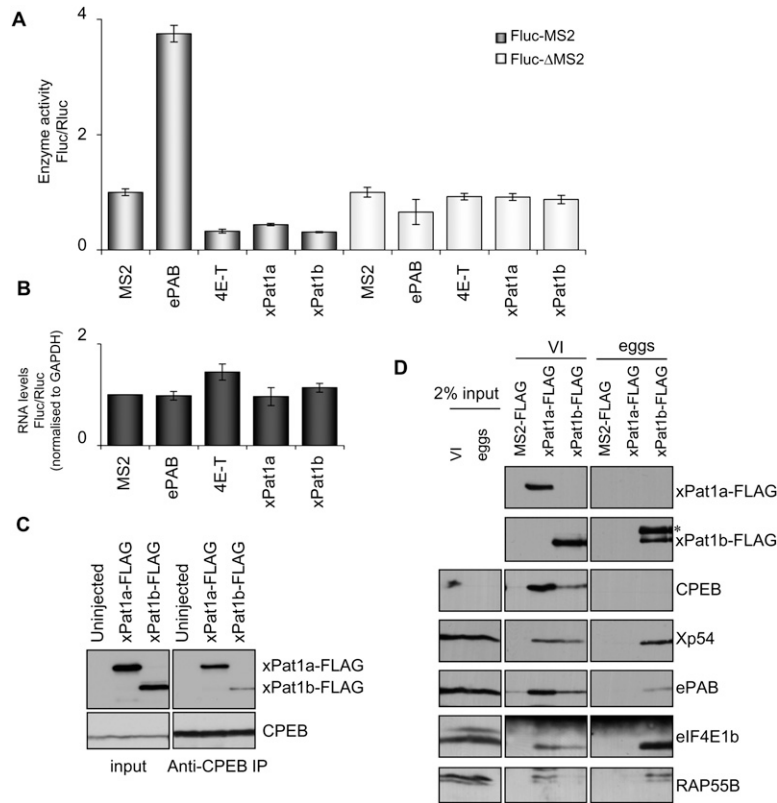 A
Enzyme activity
Fluc/Rluc
4
2
0
Fluc-MS2
Fluc-ΔMS2
MS2
ePAB
4E-T
xPat1a
xPat1b
MS2
ePAB
4E-T
xPat1a
xPat1b
B
RNA levels
Fluc/Rluc
(normalised to GAPDH)
2
1
0
MS2
ePAB
4E-T
xPat1a
xPat1b
C
Uninjected
xPat1a-FLAG
xPat1b-FLAG
Uninjected
xPat1a-FLAG
xPat1b-FLAG
xPat1a-FLAG
xPat1b-FLAG
CPEB
input
Anti-CPEB IP
D
2% input
VI
eggs
VI
eggs
MS2-FLAG
xPat1a-FLAG
xPat1b-FLAG
MS2-FLAG
xPat1a-FLAG
xPat1b-FLAG
xPat1a-FLAG
*
xPat1b-FLAG
CPEB
Xp54
ePAB
eIF4E1b
RAP55B